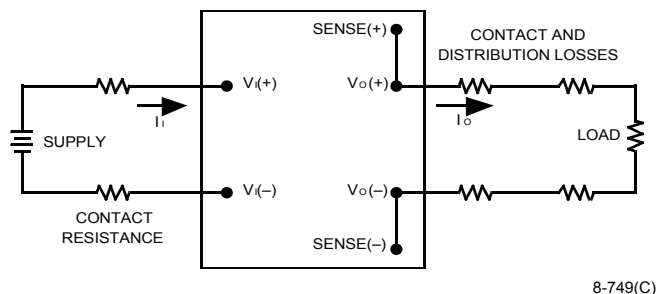 SENSE(+)
CONTACT AND
DISTRIBUTION LOSSES
VI(+)
VO(+)
II
IO
SUPPLY
LOAD
VI(–)
VO(–)
CONTACT
RESISTANCE
SENSE(–)
8-749(C)